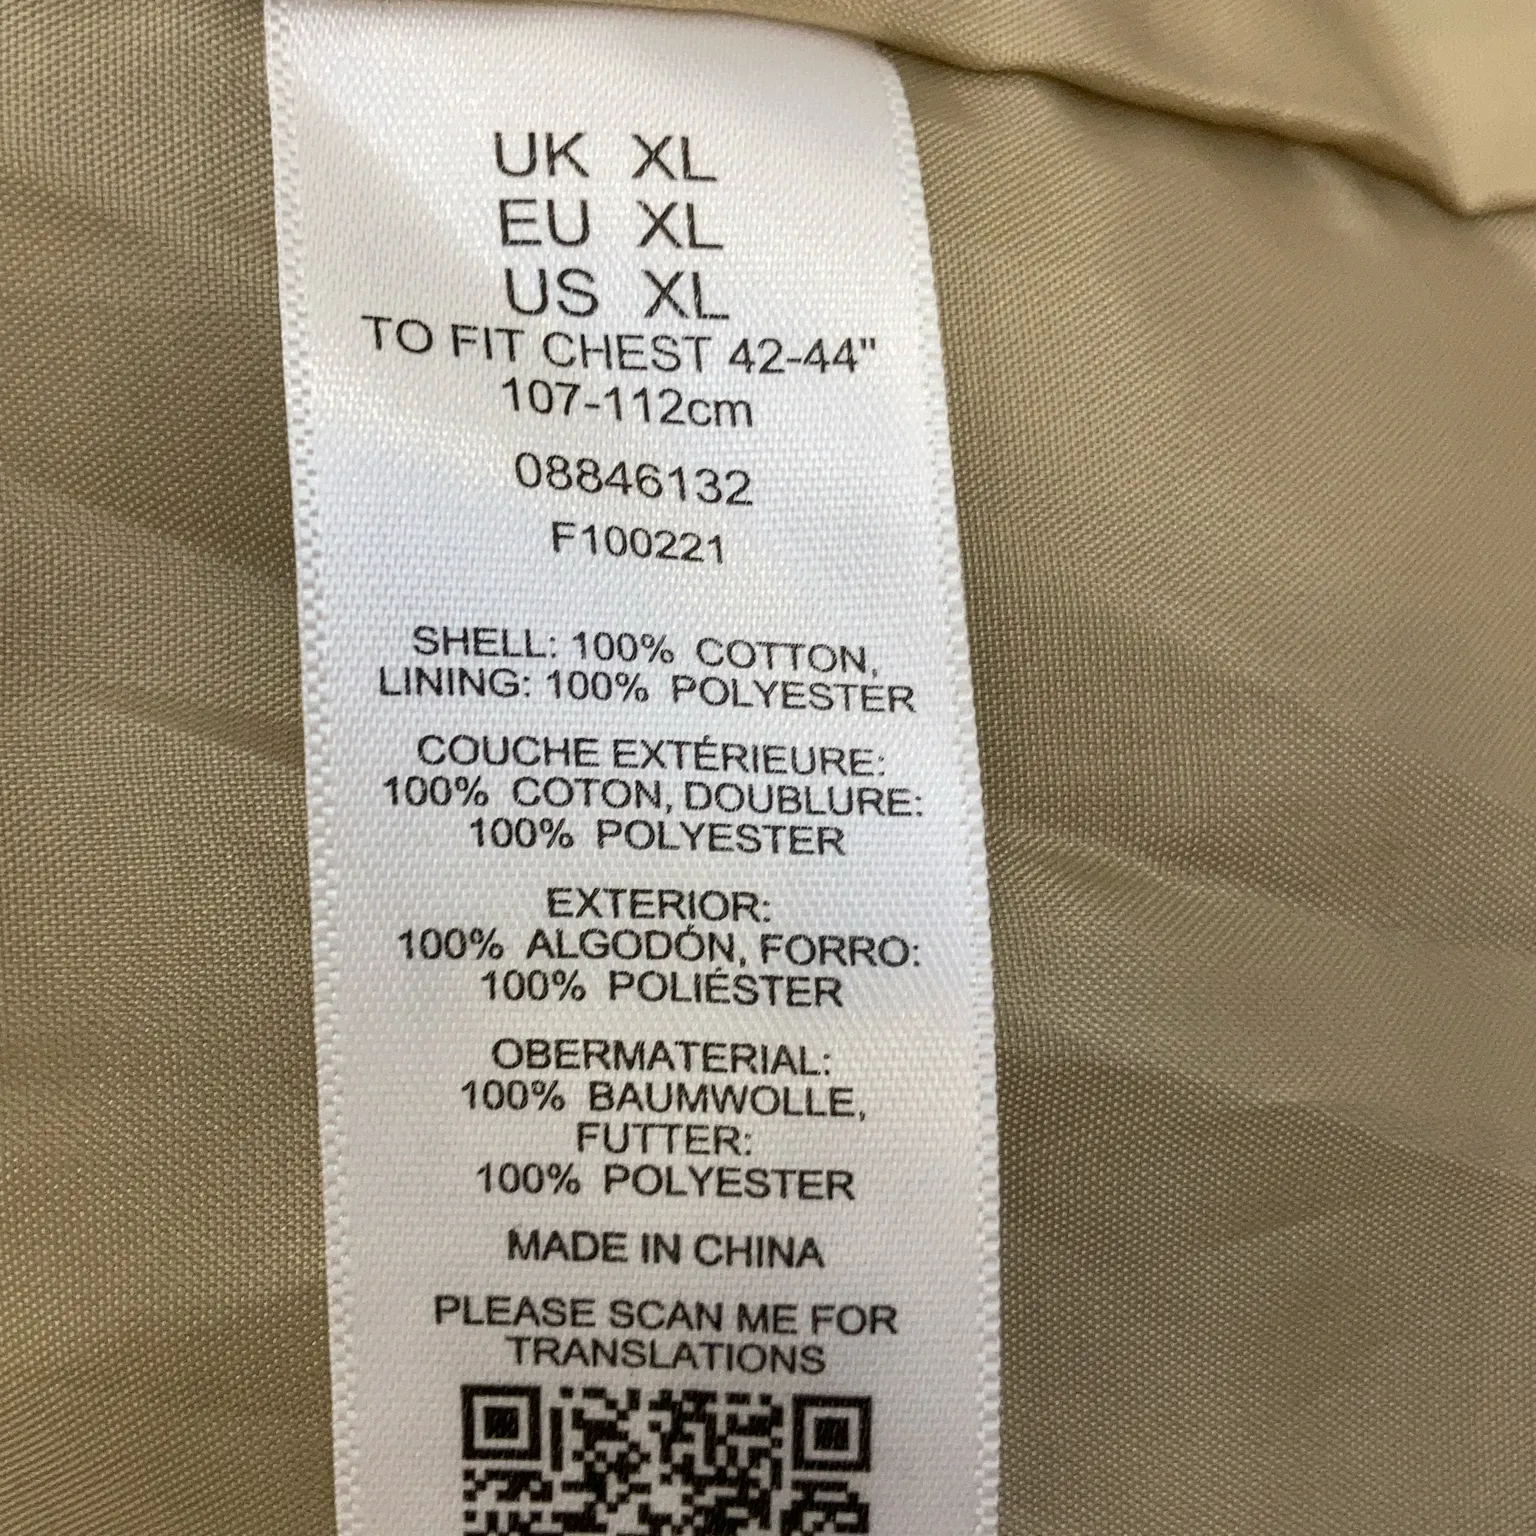 UK XL
EU XL
US XL
TO FIT CHEST 42-44"
107-112cm
08846132
F100221
SHELL: 100% COTTON,
LINING: 100% POLYESTER
COUCHE EXTÉRIEURE:
100% COTON, DOUBLURE:
100% POLYESTER
EXTERIOR:
100% ALGODÓN, FORRO:
100% POLIÉSTER
OBERMATERIAL:
100% BAUMWOLLE,
FUTTER:
100% POLYESTER
MADE IN CHINA
PLEASE SCAN ME FOR
TRANSLATIONS